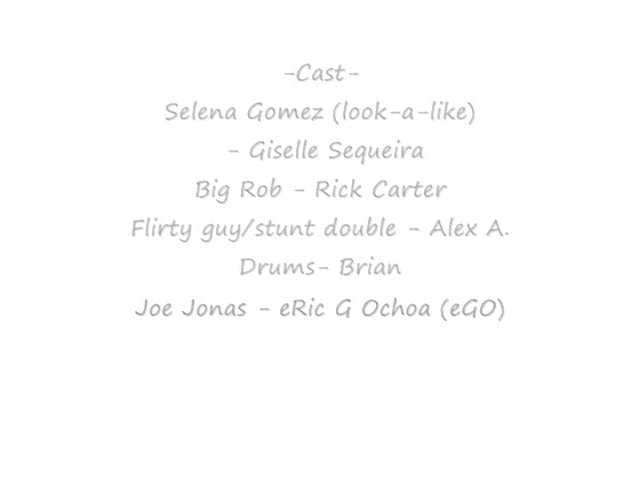 -Cast-
Selena Gomez (look-a-like)
- Giselle Sequeira
Big Rob - Rick Carter
Flirty guy/stunt double - Alex A.
Drums- Brian
Joe Jonas - eRic G Ochoa (eGO)